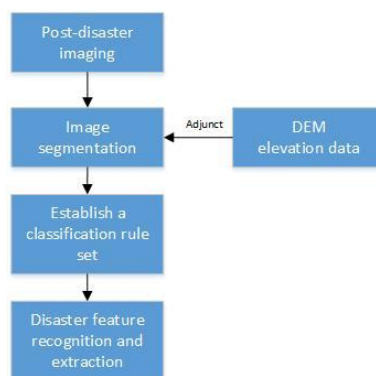 Post-disaster
imaging
Image
segmentation
Adjunct
DEM
elevation data
Establish a
classification rule
set
Disaster feature
recognition and
extraction